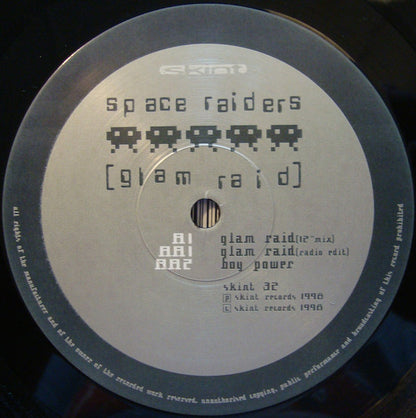 skint
space raiders
[glam raid]
A1 glam raid(12"mix)
AA1 glam raid(radio edit)
AA2 boy power
skint 32
p skint records 1998
c skint records 1998
all rights of the manufacturer and of the owner of the recorded work reserved. unauthorised copying, public performance and broadcasting of this record prohibited